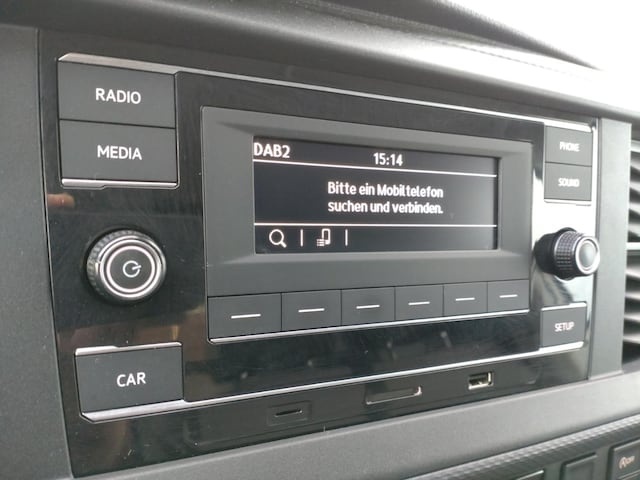 RADIO
MEDIA
DAB2
15:14
Bitte ein Mobiltelefon
suchen und verbinden.
PHONE
SOUND
SETUP
CAR